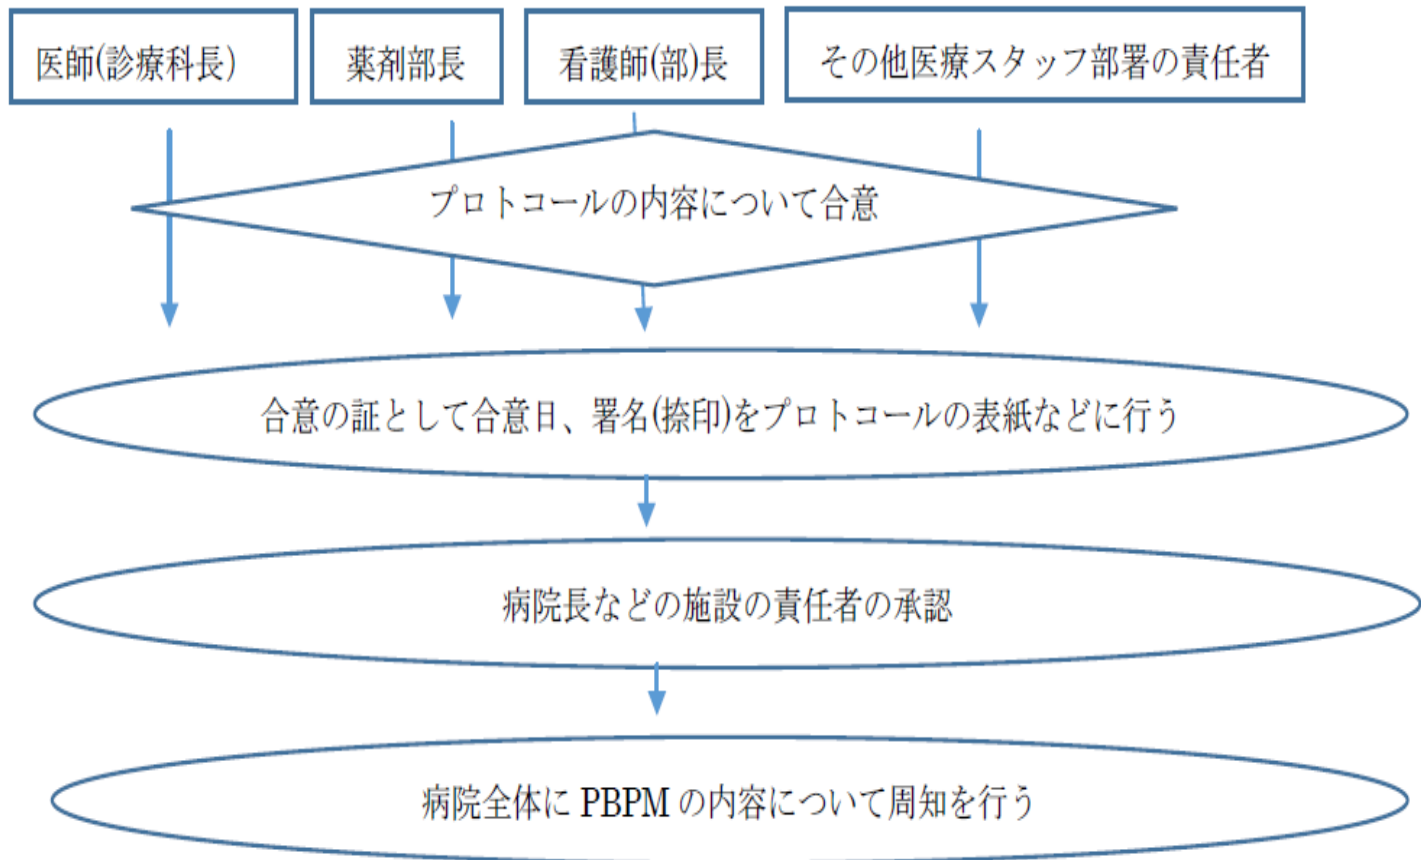 医師(診療科長）
薬剤部長
看護師(部)長
その他医療スタッフ部署の責任者
プロトコールの内容について合意
合意の証として合意日、署名(捺印)をプロトコールの表紙などに行う
病院長などの施設の責任者の承認
病院全体に PBPM の内容について周知を行う